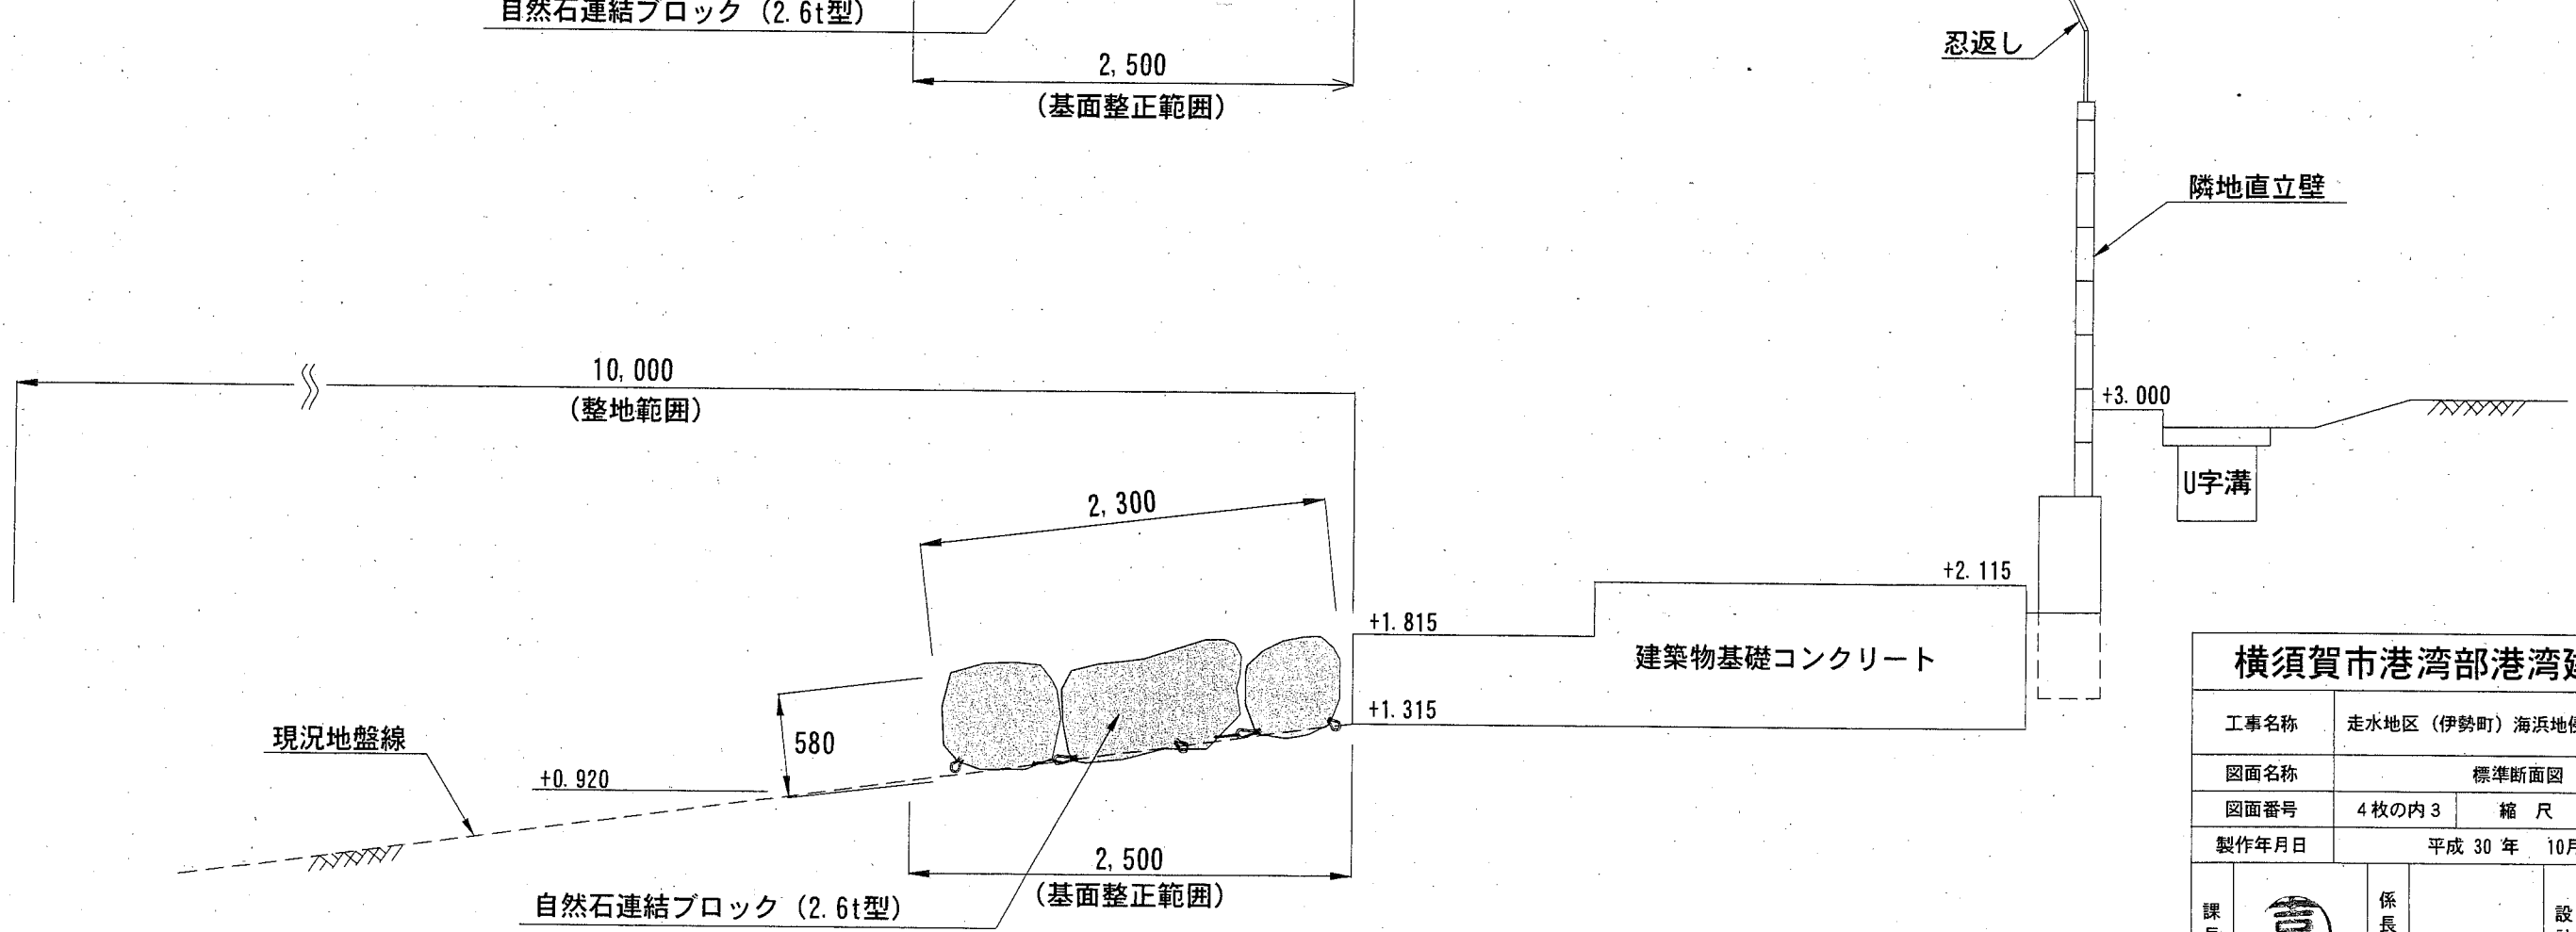 自然石連結ブロック（2.6t型）
2,500
（基面整正範囲）
忍返し
隣地直立壁
10,000
（整地範囲）
+3.000
U字溝
2,300
+2.115
+1.815
建築物基礎コンクリート
+1.315
580
現況地盤線
+0.920
2,500
（基面整正範囲）
自然石連結ブロック（2.6t型）
横須賀市港湾部港湾
工事名称 走水地区（伊勢町）海浜地
図面名称 標準断面図
図面番号 4枚の内3 縮 尺
製作年月日 平成 30 年 10月
課
係長
設